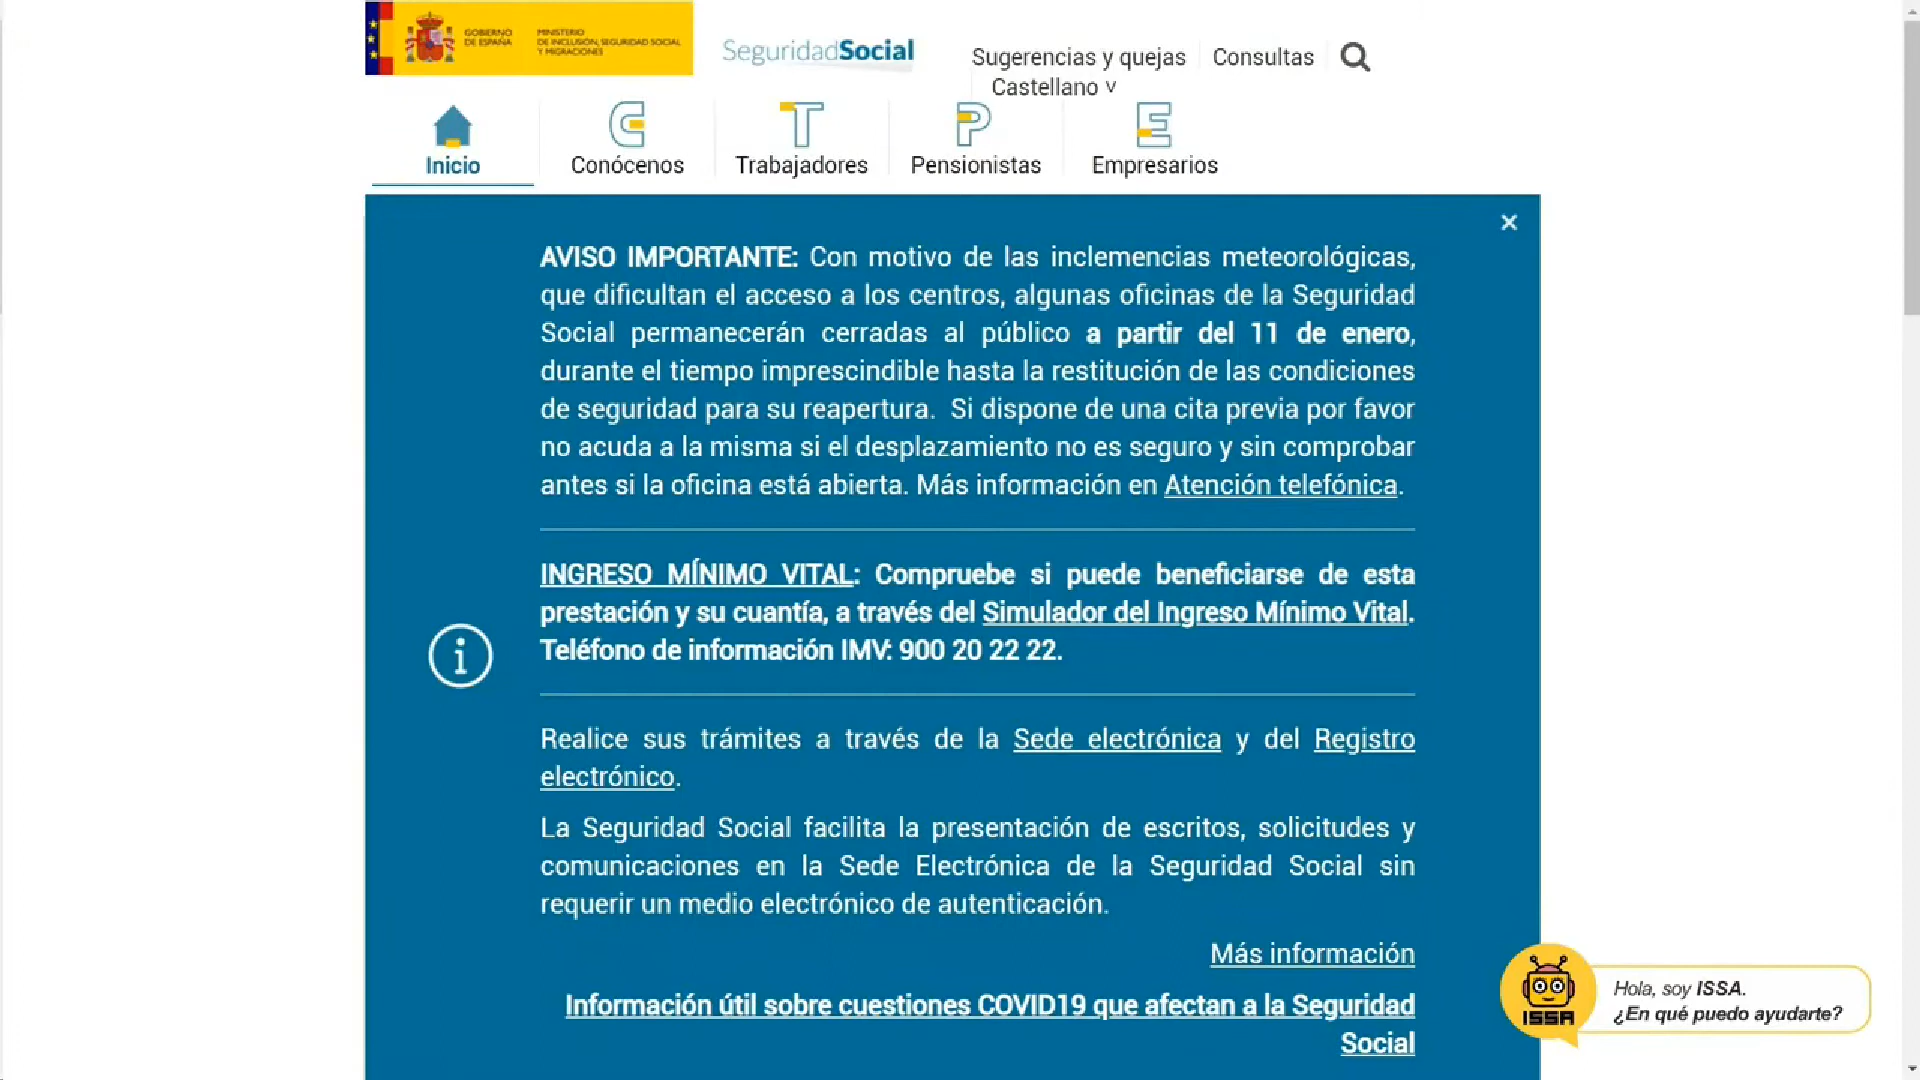 GOBIERNO
DE ESPAÑA
MINISTERIO
DE INCLUSIÓN, SEGURIDAD SOCIAL
Y MIGRACIONES
SeguridadSocial
Sugerencias y quejas
Consultas
Castellano
Inicio
Conócenos
Trabajadores
Pensionistas
Empresarios
AVISO IMPORTANTE: Con motivo de las inclemencias meteorológicas,
que dificultan el acceso a los centros, algunas oficinas de la Seguridad
Social permanecerán cerradas al público a partir del 11 de enero,
durante el tiempo imprescindible hasta la restitución de las condiciones
de seguridad para su reapertura. Si dispone de una cita previa por favor
no acuda a la misma si el desplazamiento no es seguro y sin comprobar
antes si la oficina está abierta. Más información en Atención telefónica.
INGRESO MÍNIMO VITAL: Compruebe si puede beneficiarse de esta
prestación y su cuantía, a través del Simulador del Ingreso Mínimo Vital.
Teléfono de información IMV: 900 20 22 22.
Realice sus trámites a través de la Sede electrónica y del Registro
electrónico.
La Seguridad Social facilita la presentación de escritos, solicitudes y
comunicaciones en la Sede Electrónica de la Seguridad Social sin
requerir un medio electrónico de autenticación.
Más información
Información útil sobre cuestiones COVID19 que afectan a la Seguridad
Social
ISSA
Hola, soy ISSA.
¿En qué puedo ayudarte?